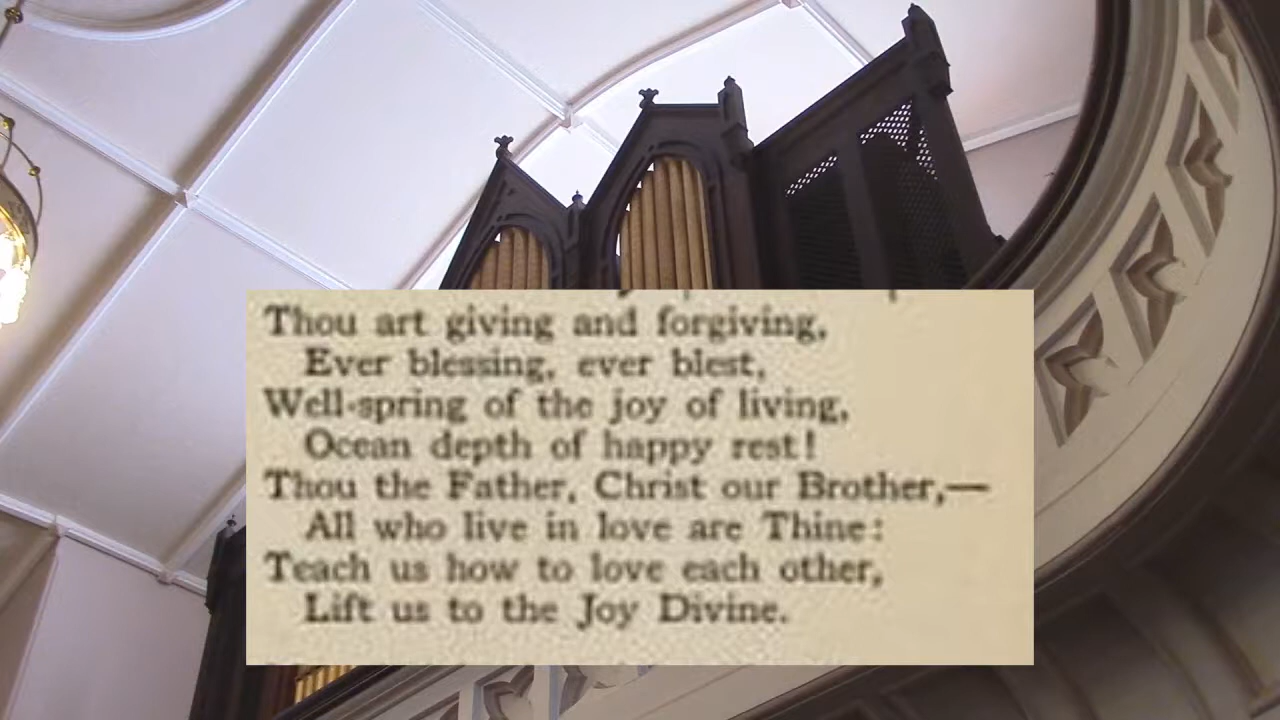 Thou art giving and forgiving,
Ever blessing, ever blest,
Well-spring of the joy of living,
Ocean depth of happy rest!
Thou the Father, Christ our Brother,—
All who live in love are Thine:
Teach us how to love each other,
Lift us to the Joy Divine.